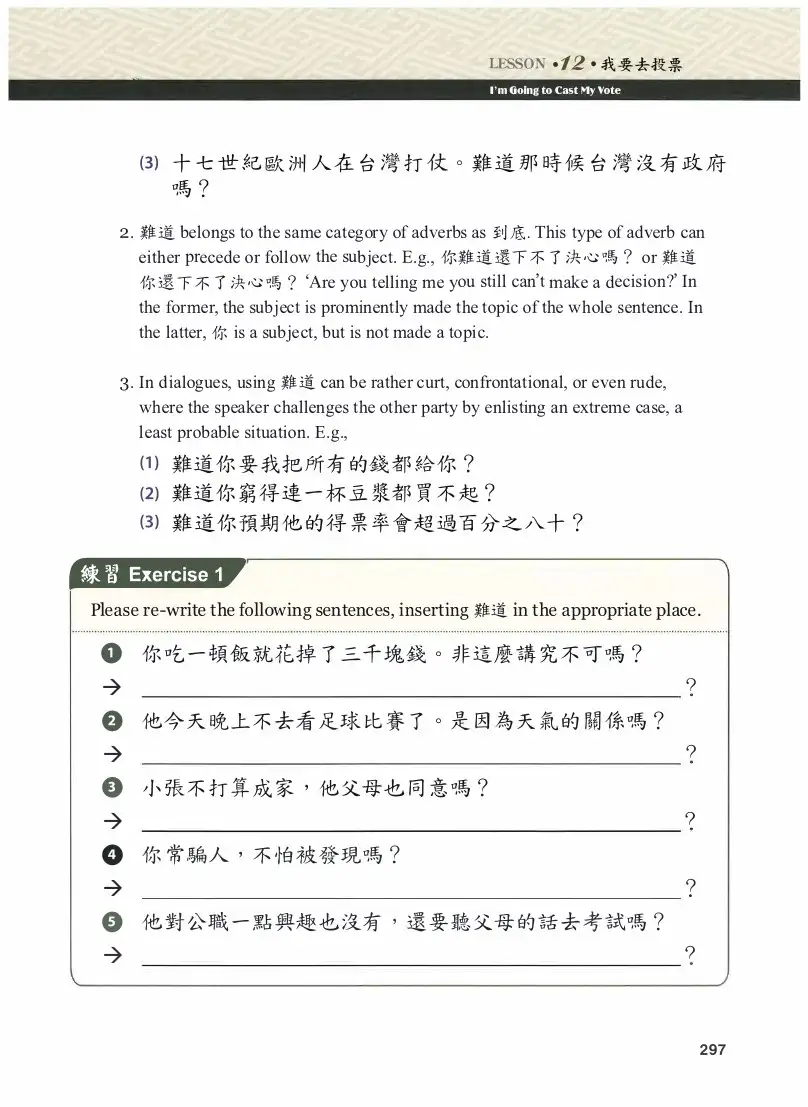 LESSON •12• 我要去投票
I'm Going to Cast My Vote
(3) 十七世紀歐洲人在台灣打仗。難道那時候台灣沒有政府
嗎？
2. 難道 belongs to the same category of adverbs as 到底. This type of adverb can
either precede or follow the subject. E.g., 你難道還下不了決心嗎？ or 難道
你還下不了決心嗎？ ‘Are you telling me you still can’t make a decision?’ In
the former, the subject is prominently made the topic of the whole sentence. In
the latter, 你 is a subject, but is not made a topic.
3. In dialogues, using 難道 can be rather curt, confrontational, or even rude,
where the speaker challenges the other party by enlisting an extreme case, a
least probable situation. E.g.,
(1) 難道你要我把所有的錢都給你？
(2) 難道你窮得連一杯豆漿都買不起？
(3) 難道你預期他的得票率會超過百分之八十？
練習 Exercise 1
Please re-write the following sentences, inserting 難道 in the appropriate place.
1 你吃一頓飯就花掉了三千塊錢。非這麼講究不可嗎？
→ ？
2 他今天晚上不去看足球比賽了。是因為天氣的關係嗎？
→ ？
3 小張不打算成家，他父母也同意嗎？
→ ？
4 你常騙人，不怕被發現嗎？
→ ？
5 他對公職一點興趣也沒有，還要聽父母的話去考試嗎？
→ ？
297